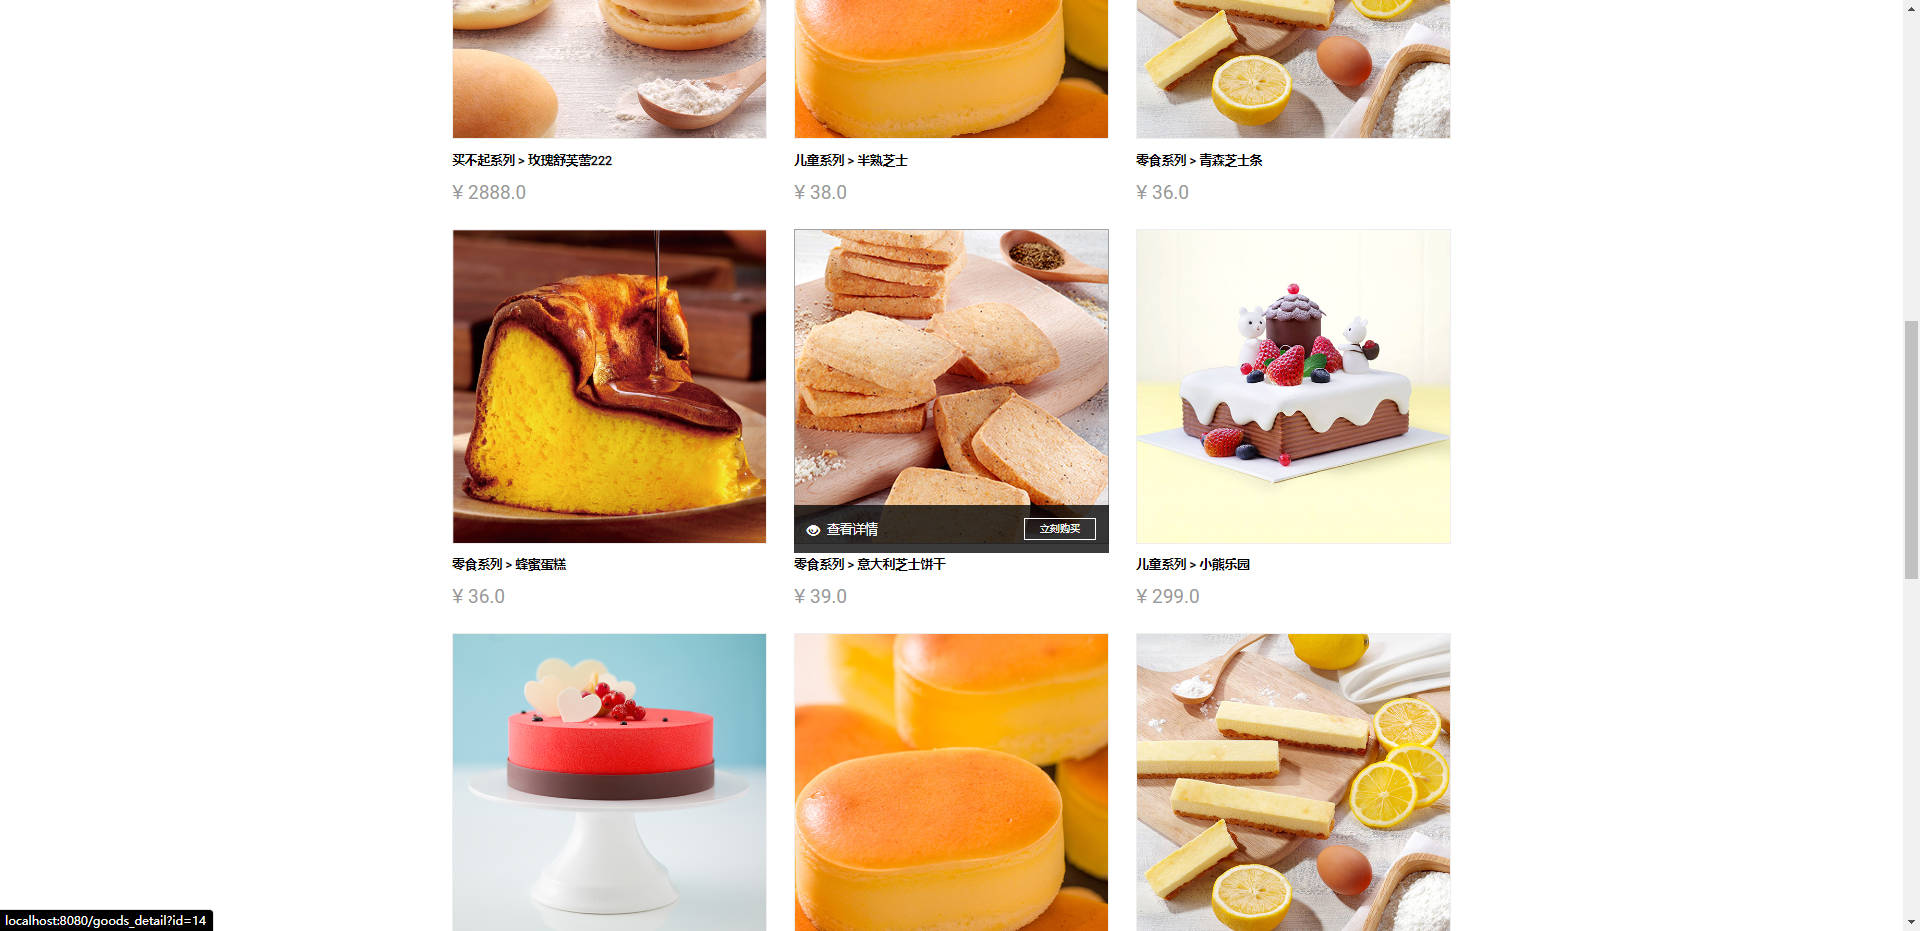 买不起系列 > 玫瑰舒芙蕾222
儿童系列 > 半熟芝士
零食系列 > 青森芝士条
¥ 2888.0
¥ 38.0
¥ 36.0
查看详情
立刻购买
零食系列 > 蜂蜜蛋糕
零食系列 > 意大利芝士饼干
儿童系列 > 小熊乐园
¥ 36.0
¥ 39.0
¥ 299.0
localhost:8080/goods_detail?id=14